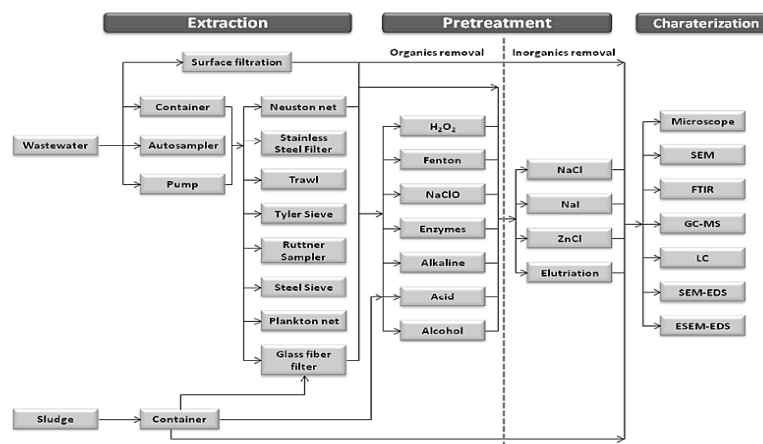 Extraction
Pretreatment
Charaterization
Organics removal
Inorganics removal
Surface filtration
Wastewater
Container
Autosampler
Pump
Neuston net
Stainless
Steel Filter
Trawl
Tyler Sieve
Ruttner
Sampler
Steel Sieve
Plankton net
Glass fiber
filter
H₂O₂
Fenton
NaClO
Enzymes
Alkaline
Acid
Alcohol
NaCl
NaI
ZnCl
Elutriation
Microscope
SEM
FTIR
GC-MS
LC
SEM-EDS
ESEM-EDS
Sludge
Container